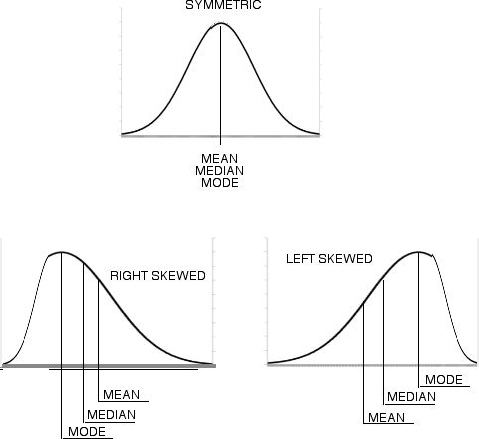 SYMMETRIC
MEAN
MEDIAN
MODE
RIGHT SKEWED
MEAN
MEDIAN
MODE
LEFT SKEWED
MODE
MEDIAN
MEAN